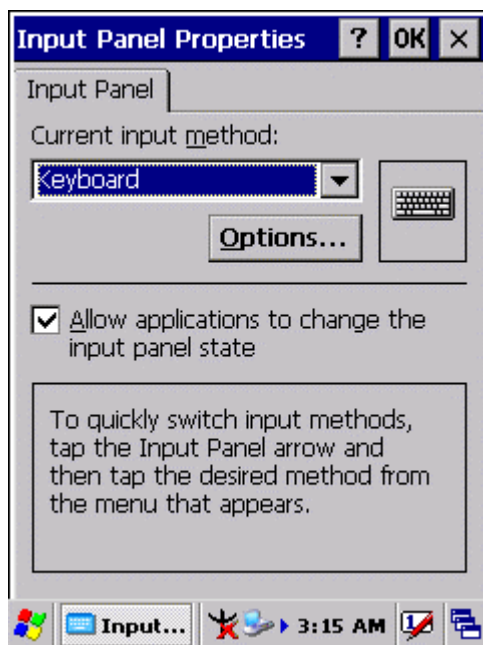 Input Panel Properties ? OK ×
Input Panel
Current input method:
Keyboard
Options...
Allow applications to change the
input panel state
To quickly switch input methods,
tap the Input Panel arrow and
then tap the desired method from
the menu that appears.
Input... 3:15 AM